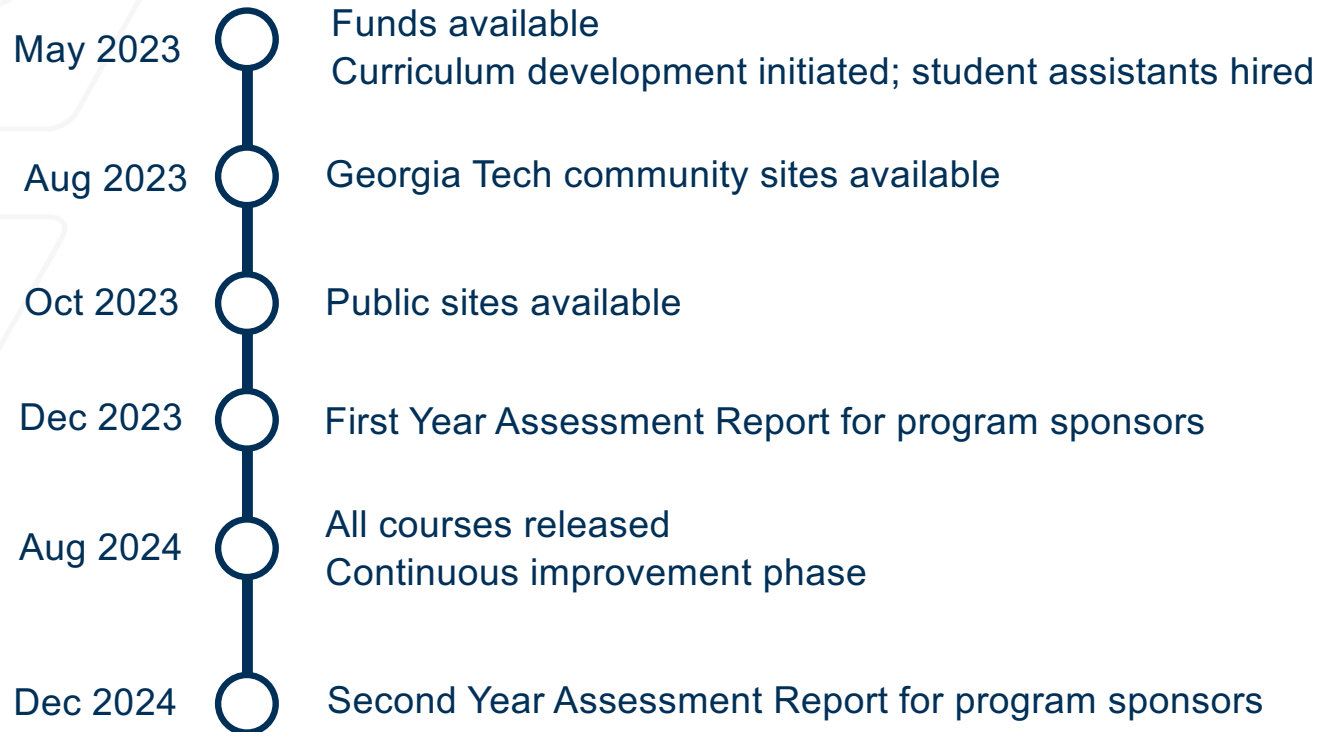 May 2023
Funds available
Curriculum development initiated; student assistants hired
Aug 2023
Georgia Tech community sites available
Oct 2023
Public sites available
Dec 2023
First Year Assessment Report for program sponsors
Aug 2024
All courses released
Continuous improvement phase
Dec 2024
Second Year Assessment Report for program sponsors